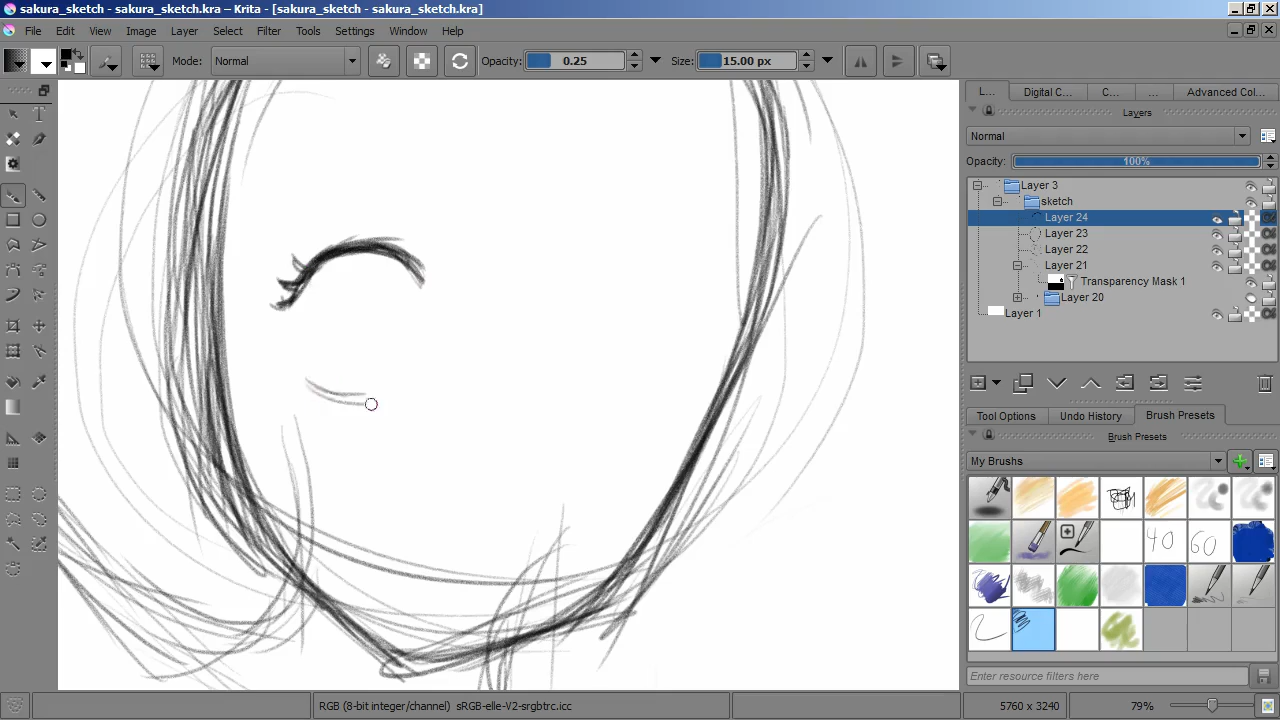 sakura_sketch - sakura_sketch.kra – Krita - [sakura_sketch - sakura_sketch.kra]
File Edit View Image Layer Select Filter Tools Settings Window Help
Mode: Normal Opacity: 0.25 Size: 15.00 px
L... Digital C... C... ... Advanced Col...
Layers
Normal
Opacity: 100%
Layer 3
sketch
Layer 24
Layer 23
Layer 22
Layer 21
Transparency Mask 1
Layer 20
Layer 1
Tool Options Undo History Brush Presets
Brush Presets
My Brushs
40 60
Enter resource filters here
RGB (8-bit integer/channel) sRGB-elle-V2-srgbtrc.icc 5760 x 3240 79%